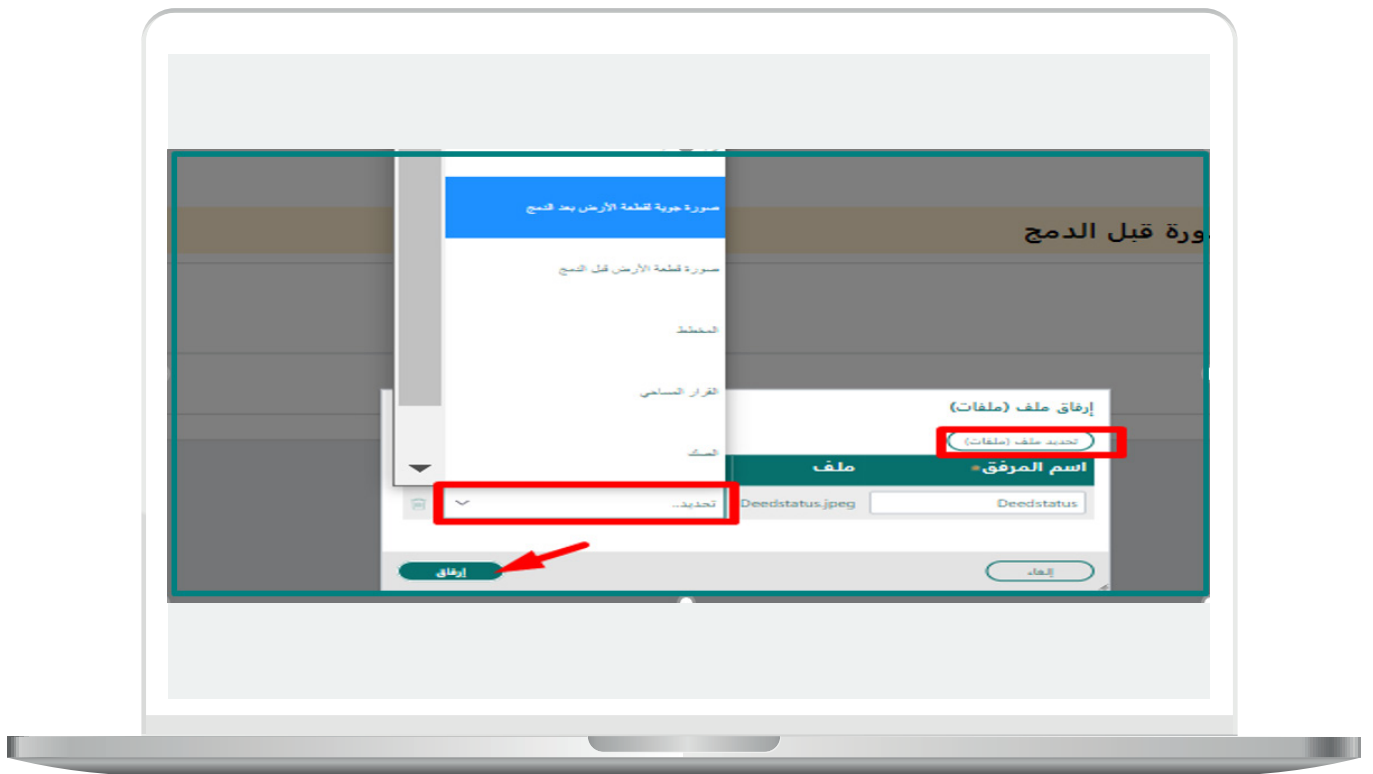 صورة جوية لقطعة الأرض بعد الدمج
ورة قبل الدمج
صورة قطعة الأرض قبل الدمج
المخطط
القرار المساحي
الصك
إرفاق ملف (ملفات)
تحديد ملف (ملفات)
اسم المرفق* ملف
Deedstatus Deedstatus.jpeg تحديد..
إلغاء إرفاق